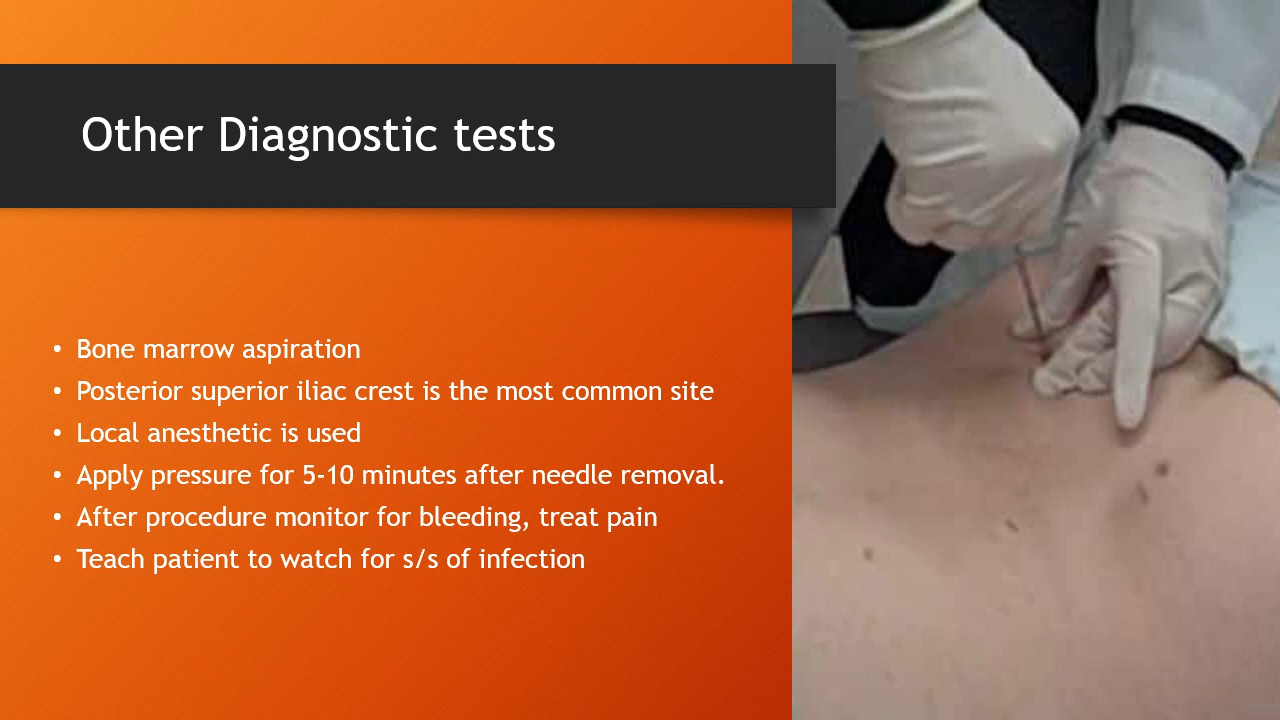 Other Diagnostic tests
• Bone marrow aspiration
• Posterior superior iliac crest is the most common site
• Local anesthetic is used
• Apply pressure for 5-10 minutes after needle removal.
• After procedure monitor for bleeding, treat pain
• Teach patient to watch for s/s of infection